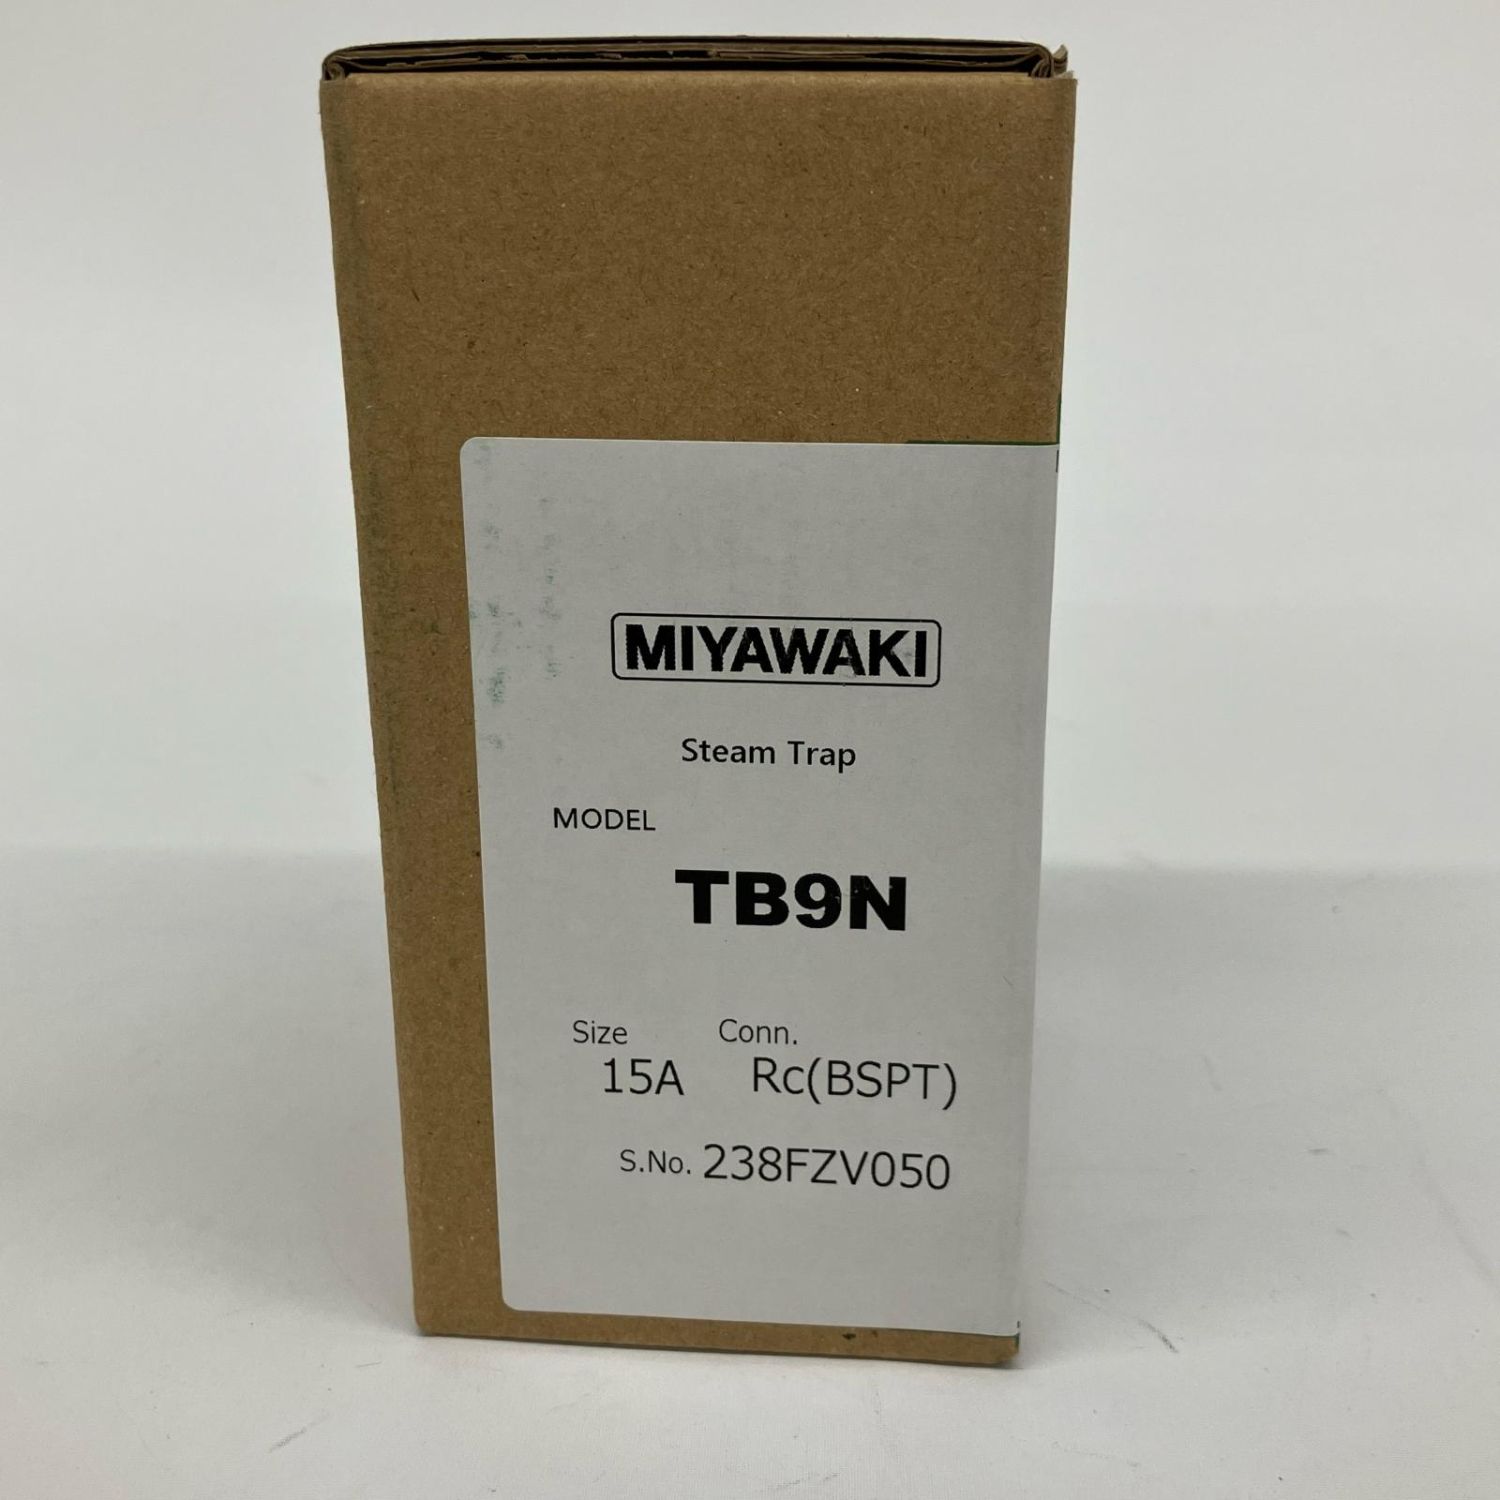 MIYAWAKI
Steam Trap
MODEL
TB9N
Size Conn.
15A Rc(BSPT)
S.No. 238FZV050